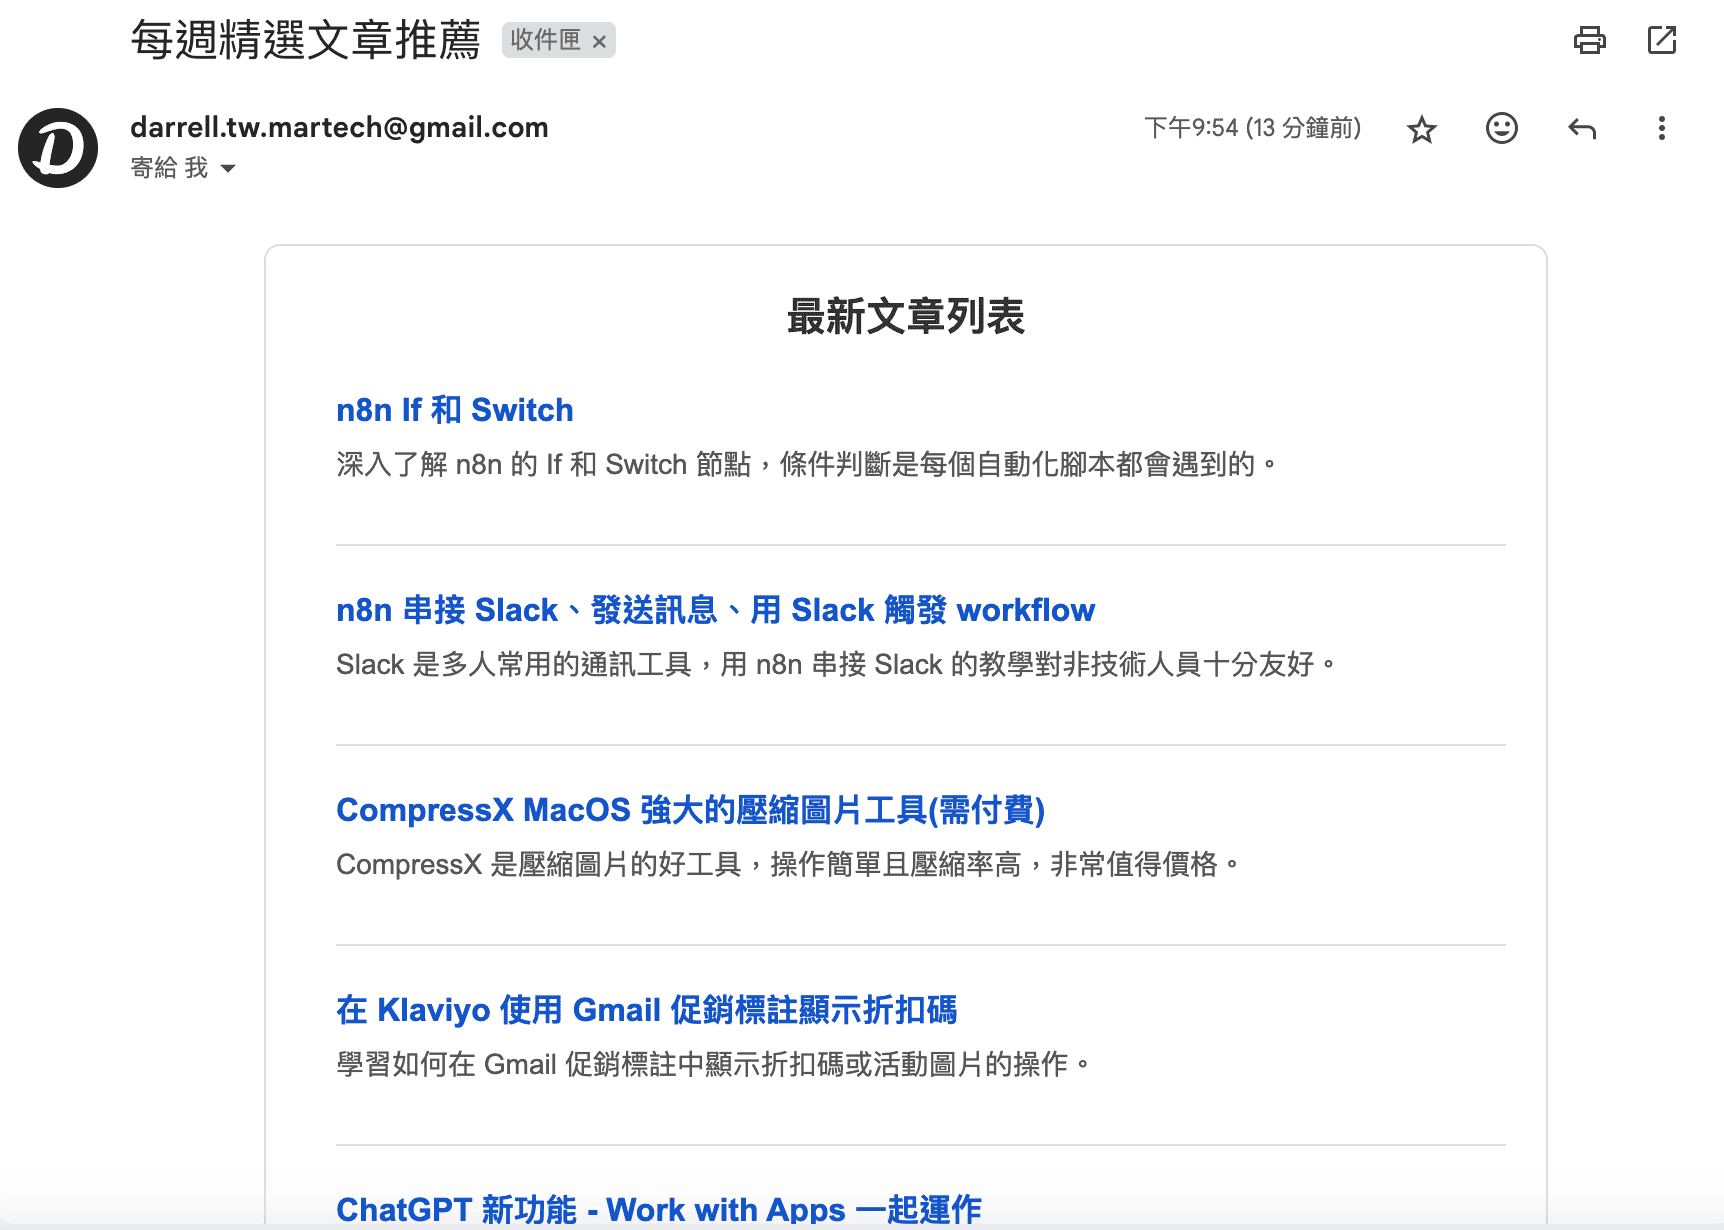 每週精選文章推薦 收件匣 ×
D
darrell.tw.martech@gmail.com 下午9:54 (13 分鐘前)
寄給 我
最新文章列表
n8n If 和 Switch
深入了解 n8n 的 If 和 Switch 節點，條件判斷是每個自動化腳本都會遇到的。
n8n 串接 Slack、發送訊息、用 Slack 觸發 workflow
Slack 是多人常用的通訊工具，用 n8n 串接 Slack 的教學對非技術人員十分友好。
CompressX MacOS 強大的壓縮圖片工具(需付費)
CompressX 是壓縮圖片的好工具，操作簡單且壓縮率高，非常值得價格。
在 Klaviyo 使用 Gmail 促銷標註顯示折扣碼
學習如何在 Gmail 促銷標註中顯示折扣碼或活動圖片的操作。
ChatGPT 新功能 - Work with Apps 一起運作